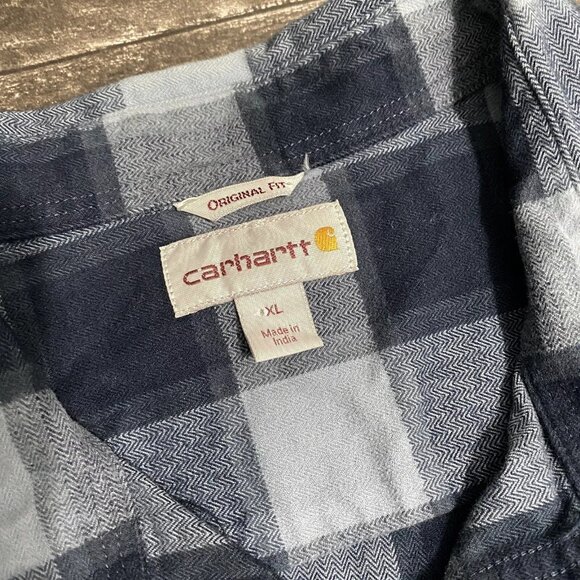 ORIGINAL FIT
carhartt
XL
Made in
India